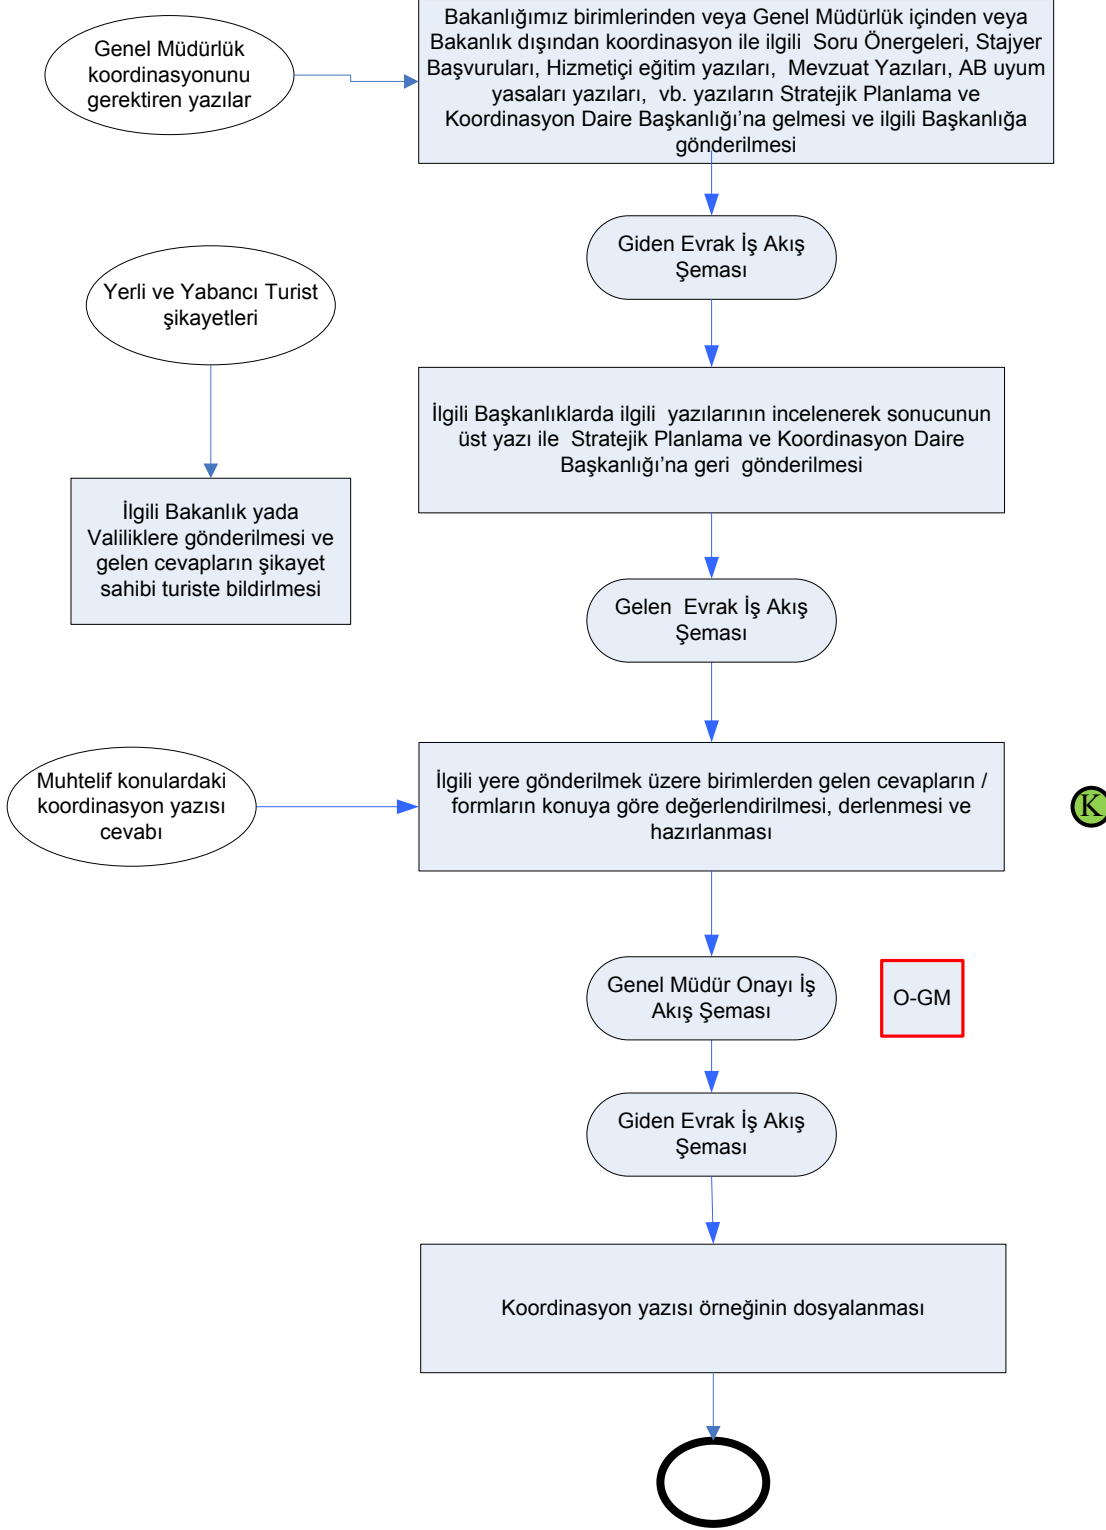 Genel Müdürlük
koordinasyonunu
gerektiren yazılar
Bakanlığımız birimlerinden veya Genel Müdürlük içinden veya
Bakanlık dışından koordinasyon ile ilgili Soru Önergeleri, Stajyer
Başvuruları, Hizmetiçi eğitim yazıları, Mevzuat Yazıları, AB uyum
yasaları yazıları, vb. yazıların Stratejik Planlama ve
Koordinasyon Daire Başkanlığı’na gelmesi ve ilgili Başkanlığa
gönderilmesi
Giden Evrak İş Akış
Şeması
Yerli ve Yabancı Turist
şikayetleri
İlgili Başkanlıklarda ilgili yazılarının incelenerek sonucunun
üst yazı ile Stratejik Planlama ve Koordinasyon Daire
Başkanlığı’na geri gönderilmesi
İlgili Bakanlık yada
Valiliklere gönderilmesi ve
gelen cevapların şikayet
sahibi turiste bildirlmesi
Gelen Evrak İş Akış
Şeması
Muhtelif konulardaki
koordinasyon yazısı
cevabı
İlgili yere gönderilmek üzere birimlerden gelen cevapların /
formların konuya göre değerlendirilmesi, derlenmesi ve
hazırlanması
K
Genel Müdür Onayı İş
Akış Şeması
O-GM
Giden Evrak İş Akış
Şeması
Koordinasyon yazısı örneğinin dosyalanması